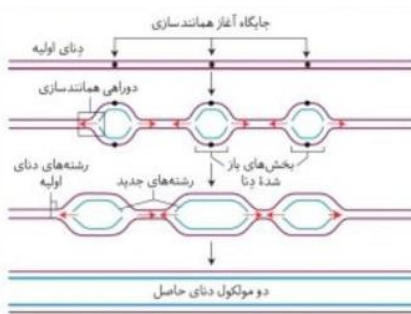 جایگاه آغاز همانندسازی
دنای اولیه
دوراهی همانندسازی
بخش‌های باز
شدهٔ دِنا
رشته‌های دنای
اولیه
رشته‌های جدید
دو مولکول دنای حاصل